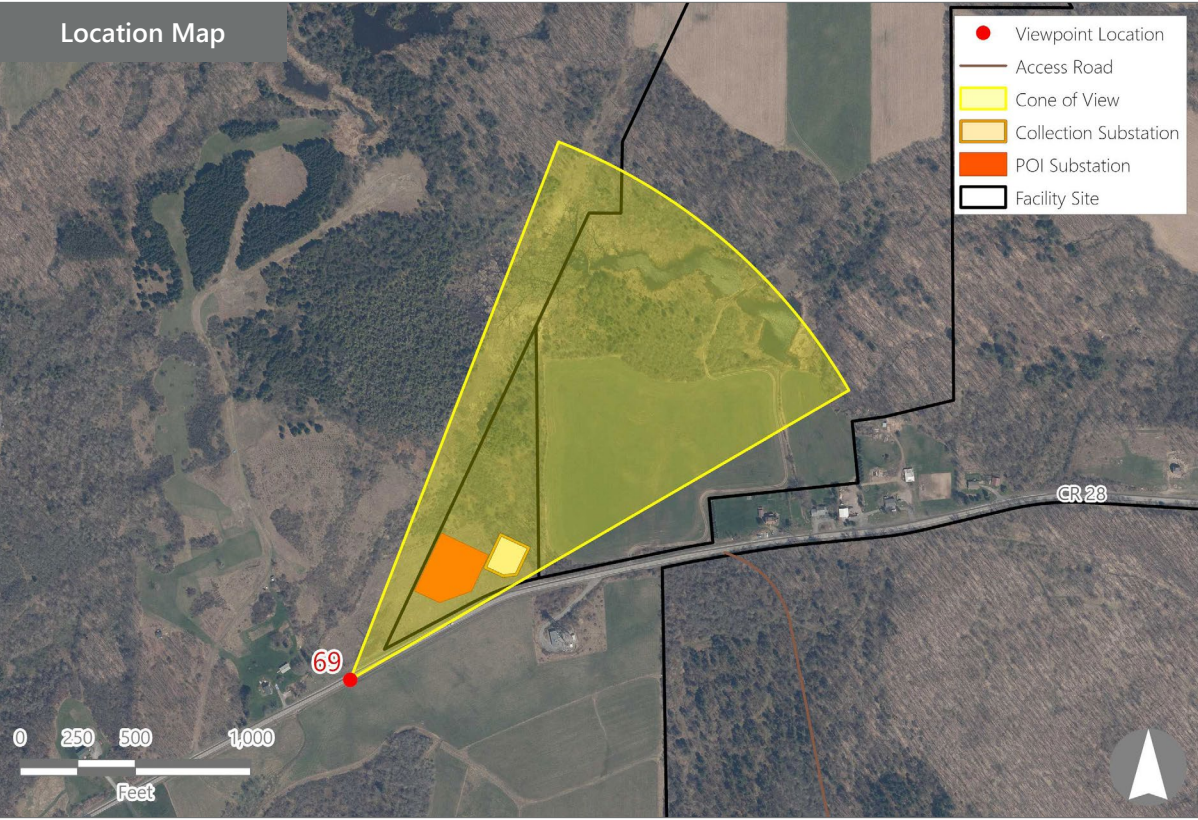 Location Map
Viewpoint Location
Access Road
Cone of View
Collection Substation
POI Substation
Facility Site
CR 28
69
0 250 500 1,000
Feet